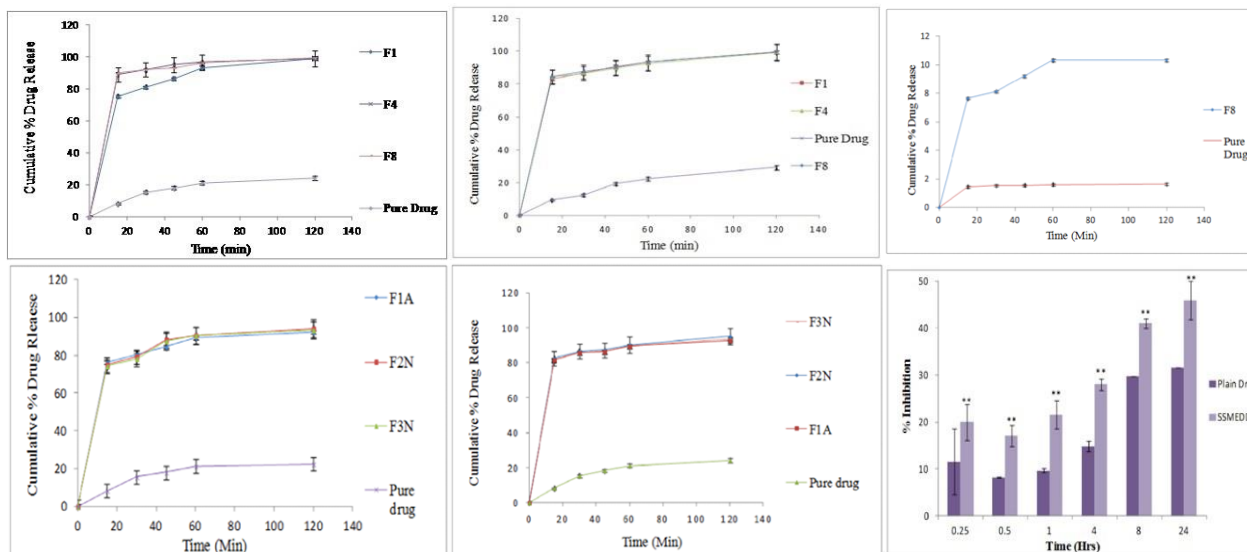 120
100
80
60
40
20
0
Cumulative % Drug Release
0 20 40 60 80 100 120 140
Time (min)
F1
F4
F8
Pure Drug
120
100
80
60
40
20
0
Cumulative % Drug Release
0 20 40 60 80 100 120 140
Time (min)
F1
F4
Pure Drug
F8
12
10
8
6
4
2
0
Cumulative % Drug Release
0 20 40 60 80 100 120 140
Time (Min)
F8
Pure
Drug
120
100
80
60
40
20
0
Cumulative % Drug Releaese
0 20 40 60 80 100 120 140
Time (Min)
F1A
F2N
F3N
Pure
drug
120
100
80
60
40
20
0
Cumulative % Drug Release
0 20 40 60 80 100 120 140
Time (Min)
F3N
F2N
F1A
Pure drug
50
40
30
20
10
0
% Inhibition
** ** ** ** ** **
0.25 0.5 1 4 8 24
Time (Hrs)
Plain Dr
SSMEDD